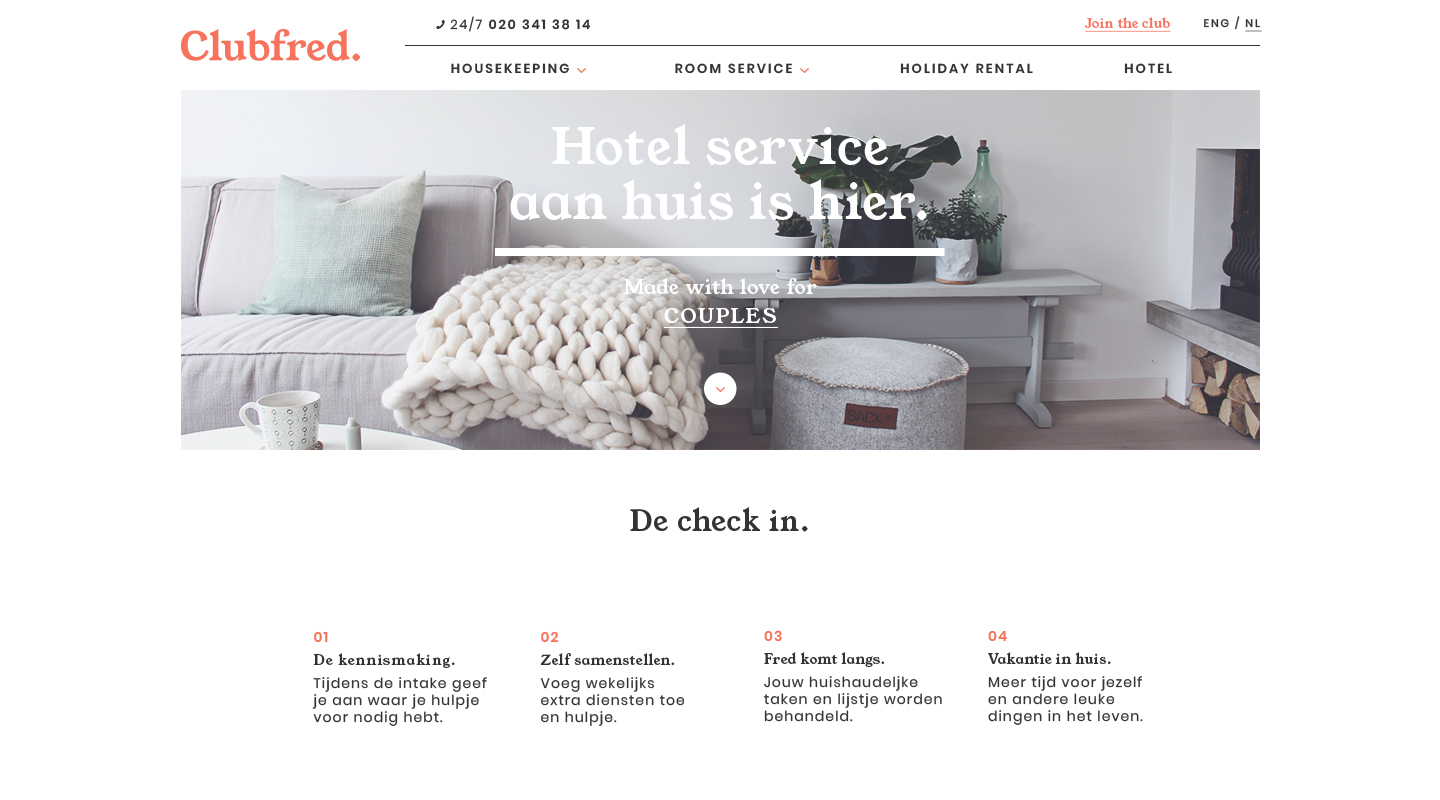 Clubfred.
24/7 020 341 38 14
Join the club
ENG / NL
HOUSEKEEPING
ROOM SERVICE
HOLIDAY RENTAL
HOTEL
Hotel service
aan huis is hier.
Made with love for
COUPLES
SACK
De check in.
01
De kennismaking.
Tijdens de intake geef
je aan waar je hulpje
voor nodig hebt.
02
Zelf samenstellen.
Voeg wekelijks
extra diensten toe
en hulpje.
03
Fred komt langs.
Jouw huishaudeljke
taken en lijstje worden
behandeld.
04
Vakantie in huis.
Meer tijd voor jezelf
en andere leuke
dingen in het leven.